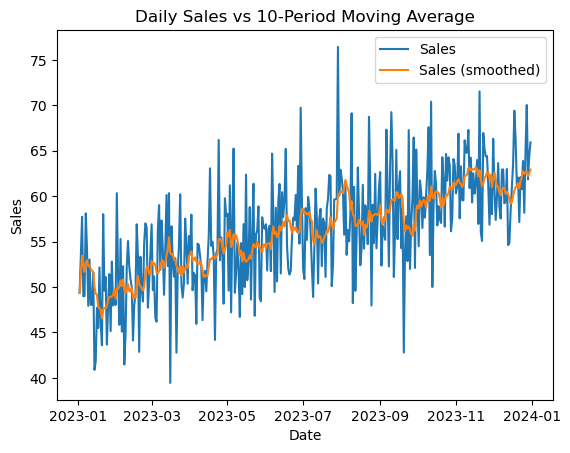 Daily Sales vs 10-Period Moving Average
Sales
Sales (smoothed)
75
70
65
60
55
50
45
40
Sales
2023-01 2023-03 2023-05 2023-07 2023-09 2023-11 2024-01
Date